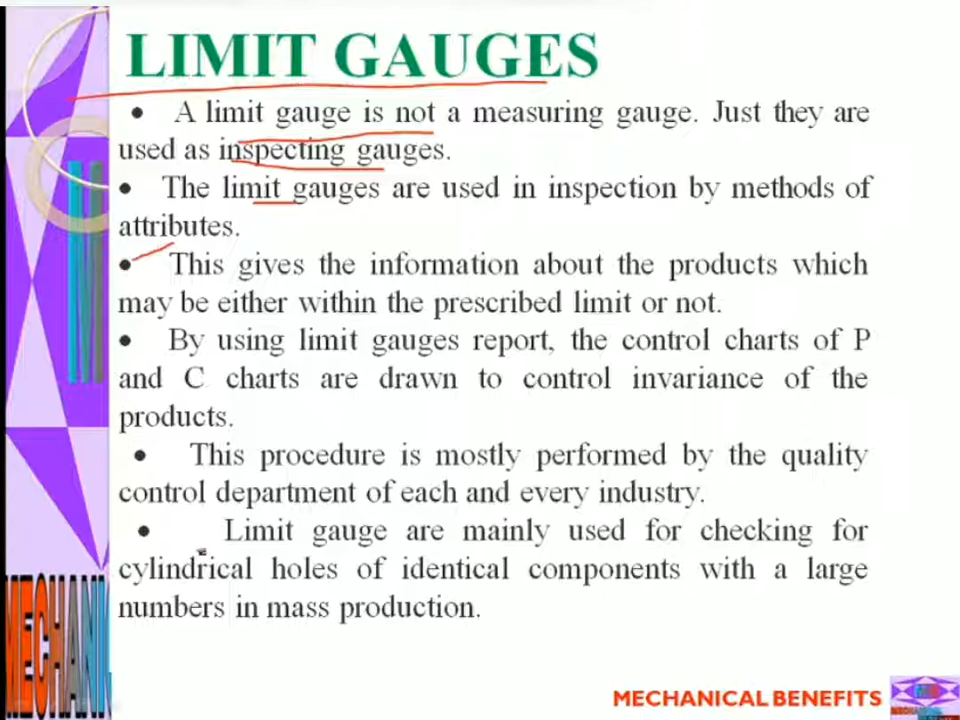 LIMIT GAUGES
• A limit gauge is not a measuring gauge. Just they are
used as inspecting gauges.
• The limit gauges are used in inspection by methods of
attributes.
• This gives the information about the products which
may be either within the prescribed limit or not.
• By using limit gauges report, the control charts of P
and C charts are drawn to control invariance of the
products.
• This procedure is mostly performed by the quality
control department of each and every industry.
• Limit gauge are mainly used for checking for
cylindrical holes of identical components with a large
numbers in mass production.
MECHANI
MECHANICAL BENEFITS